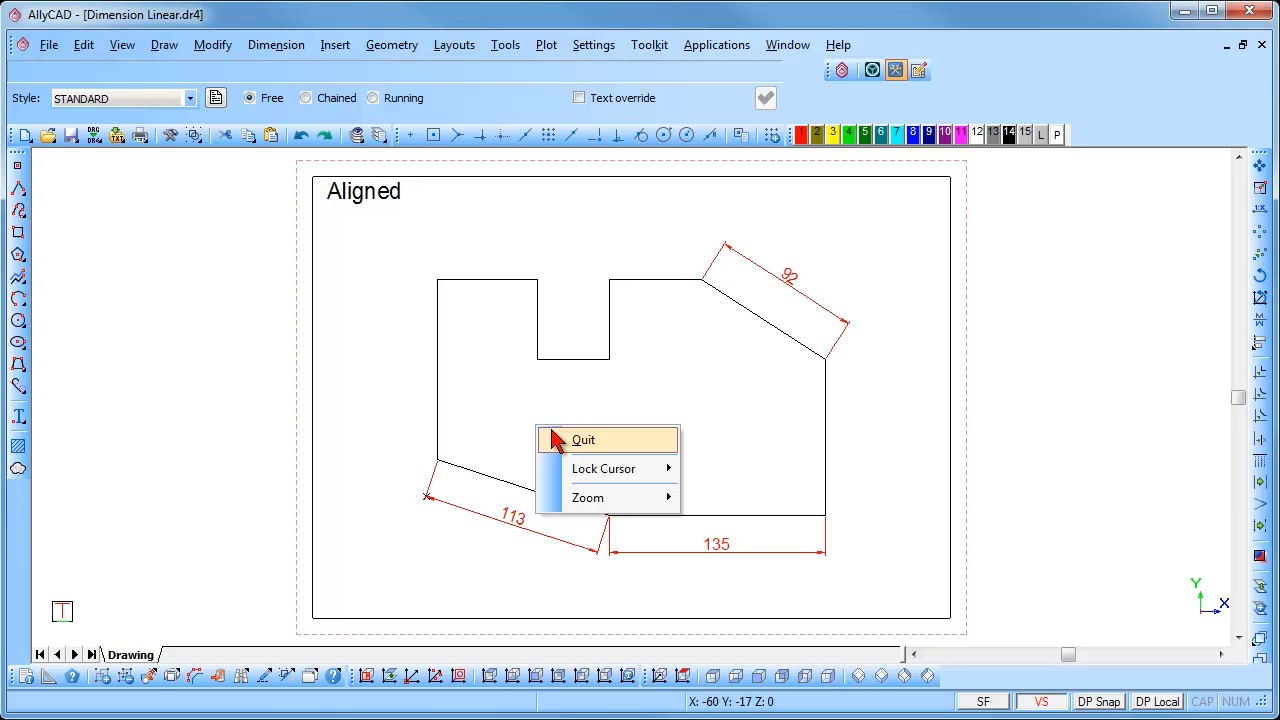 AllyCAD - [Dimension Linear.dr4]
File Edit View Draw Modify Dimension Insert Geometry Layouts Tools Plot Settings Toolkit Applications Window Help
Style: STANDARD Free Chained Running Text override
1 2 3 4 5 6 7 8 9 10 11 12 13 14 15 L P
Aligned
92
Quit
Lock Cursor
Zoom
113
135
Y
X
T
Drawing
X: -60 Y: -17 Z: 0 SF VS DP Snap DP Local CAP NUM